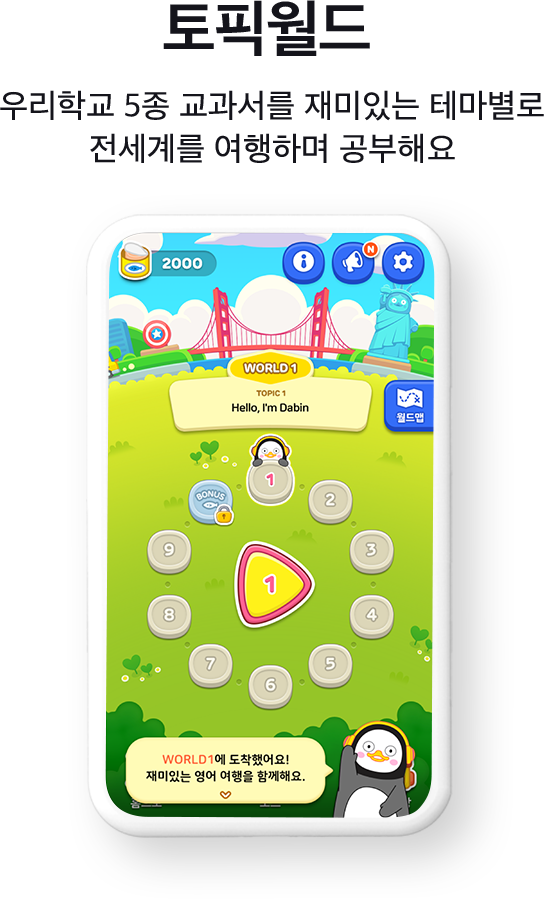 토픽월드
우리학교 5종 교과서를 재미있는 테마별로
전세계를 여행하며 공부해요
2000
N
WORLD 1
TOPIC 1
Hello, I'm Dabin
월드맵
1
BONUS
2
9
3
1
8
4
7
5
6
WORLD1에 도착했어요!
재미있는 영어 여행을 함께해요.